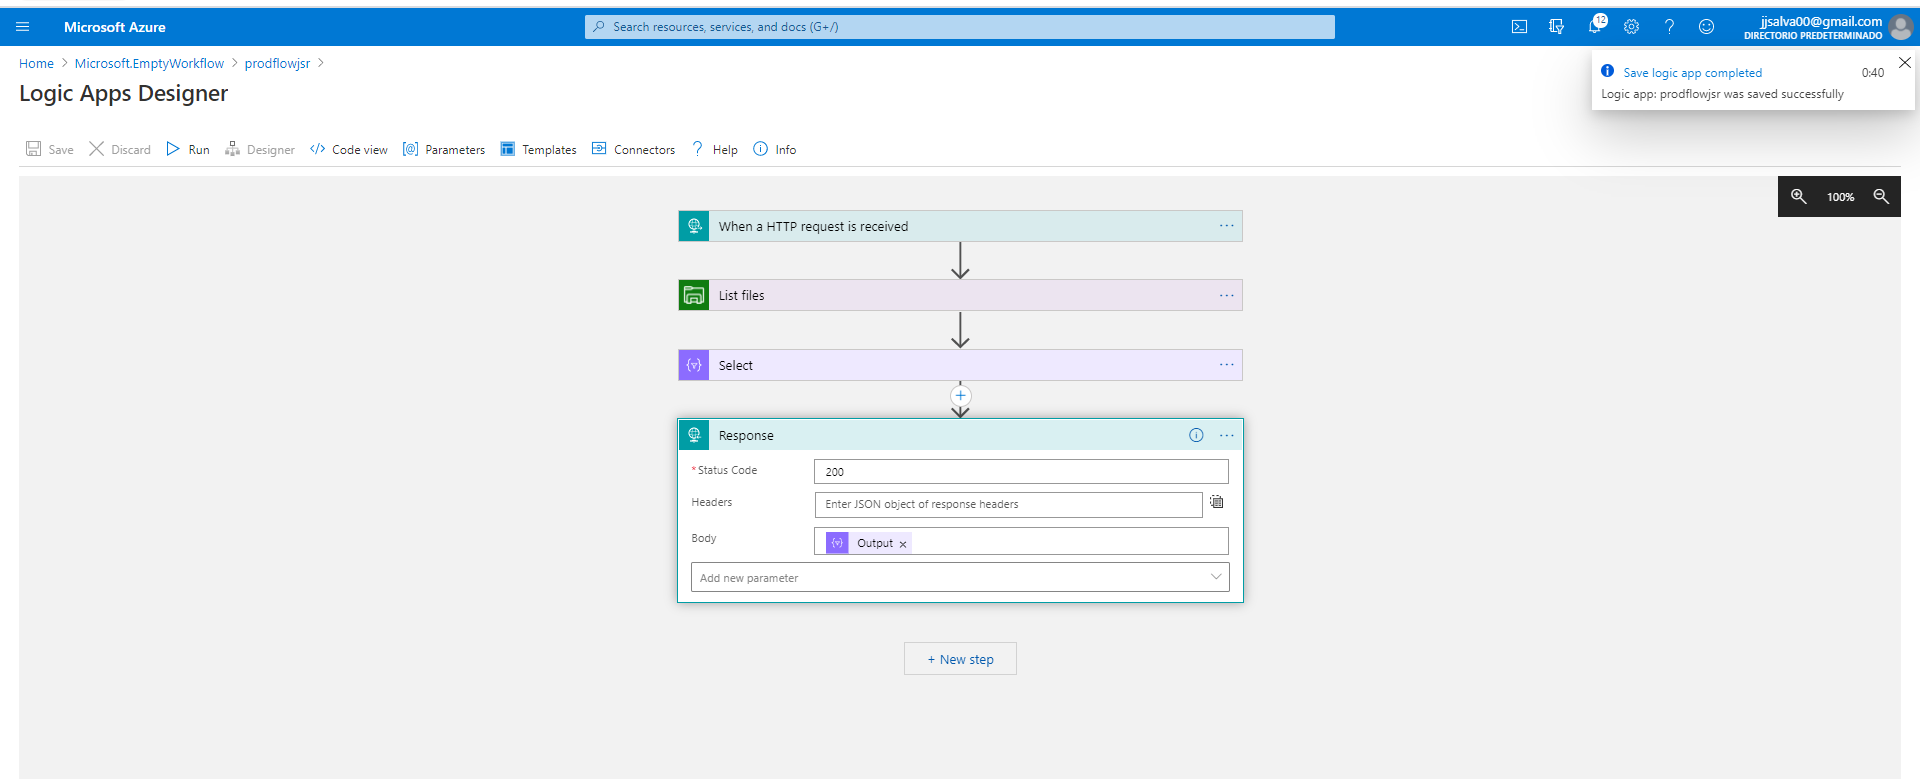 Microsoft Azure
Search resources, services, and docs (G+/)
12
jjsalva00@gmail.com
DIRECTORIO PREDETERMINADO
Home > Microsoft.EmptyWorkflow > prodflowjsr >
Logic Apps Designer
Save logic app completed 0:40
Logic app: prodflowjsr was saved successfully
Save Discard Run Designer Code view Parameters Templates Connectors Help Info
100%
When a HTTP request is received
List files
Select
Response
* Status Code 200
Headers Enter JSON object of response headers
Body Output ×
Add new parameter
+ New step